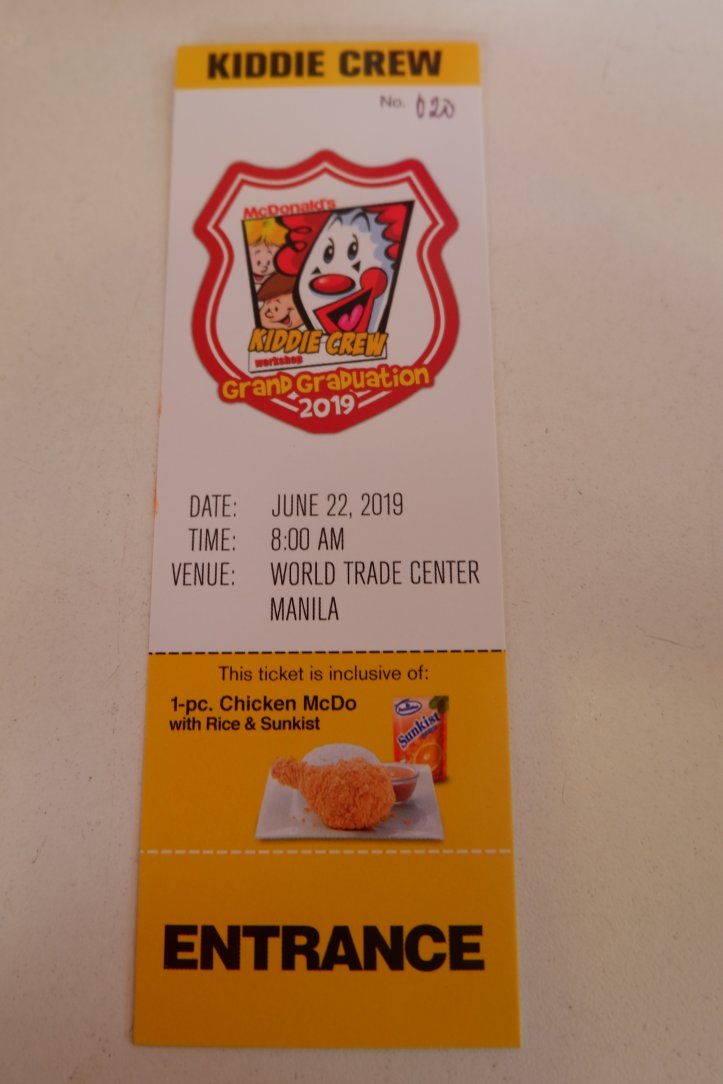 KIDDIE CREW
No. 020
McDonald's
KIDDIE CREW
workshop
Grand Graduation
2019
DATE: JUNE 22, 2019
TIME: 8:00 AM
VENUE: WORLD TRADE CENTER
MANILA
This ticket is inclusive of:
1-pc. Chicken McDo
with Rice & Sunkist
Sunkist
ENTRANCE